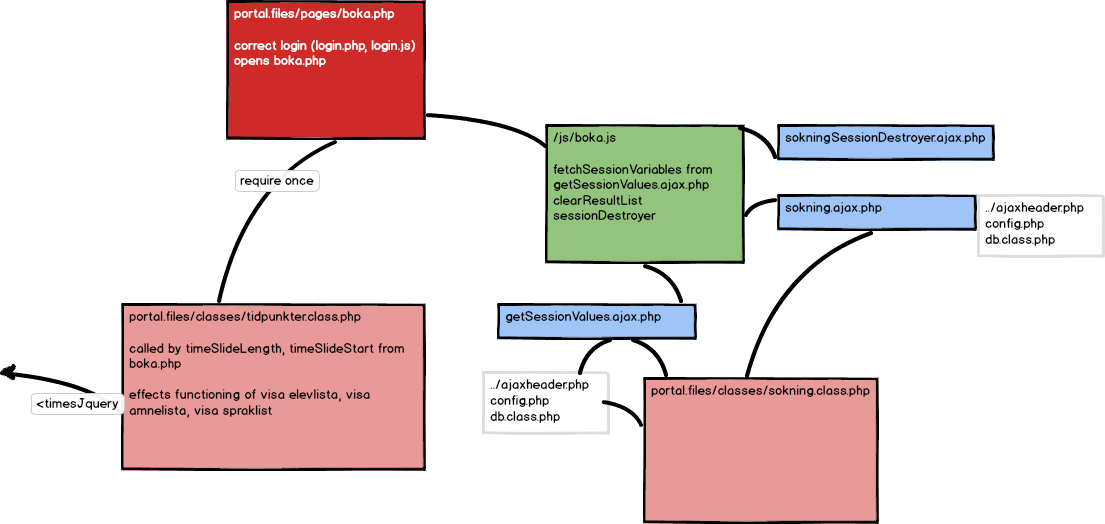 portal.files/pages/boka.php
correct login (login.php, login.js)
opens boka.php
/js/boka.js
fetchSessionVariables from
getSessionValues.ajax.php
clearResultList
sessionDestroyer
sokningSessionDestroyer.ajax.php
sokning.ajax.php
../ajaxheader.php
config.php
db.class.php
require once
portal.files/classes/tidpunkter.class.php
called by timeSlideLength, timeSlideStart from
boka.php
effects functioning of visa elevlista, visa
amnelista, visa spraklist
<timesJquery
getSessionValues.ajax.php
../ajaxheader.php
config.php
db.class.php
portal.files/classes/sokning.class.php